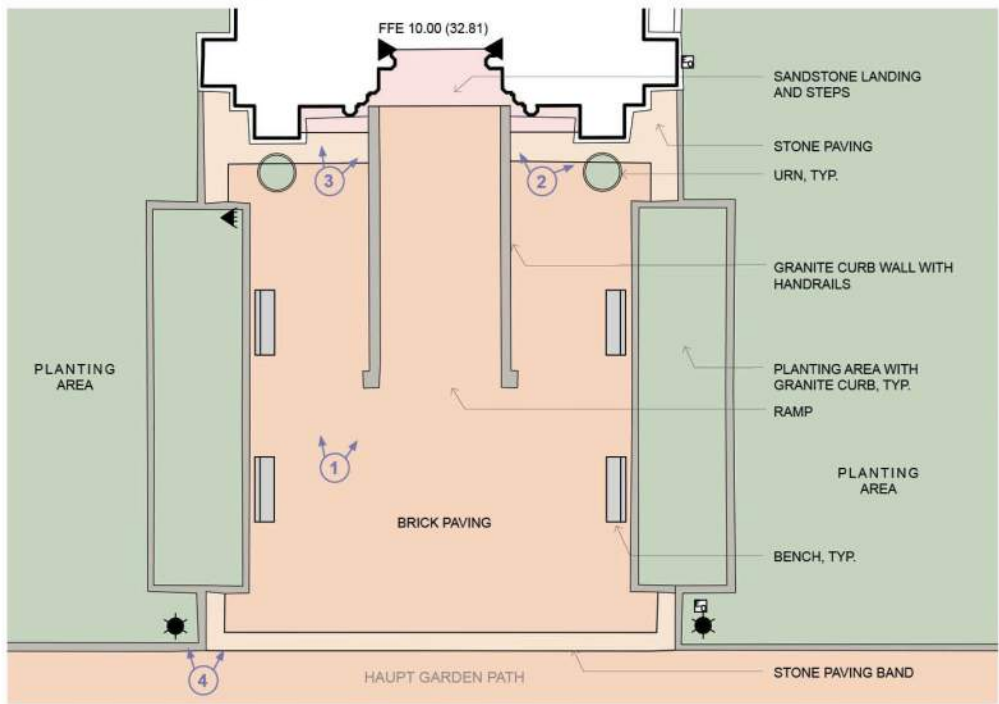 FFE 10.00 (32.81)
SANDSTONE LANDING
AND STEPS
STONE PAVING
3
2
URN, TYP.
GRANITE CURB WALL WITH
HANDRAILS
PLANTING
AREA
PLANTING AREA WITH
GRANITE CURB, TYP.
RAMP
1
PLANTING
AREA
BRICK PAVING
BENCH, TYP.
4
HAUPT GARDEN PATH
STONE PAVING BAND